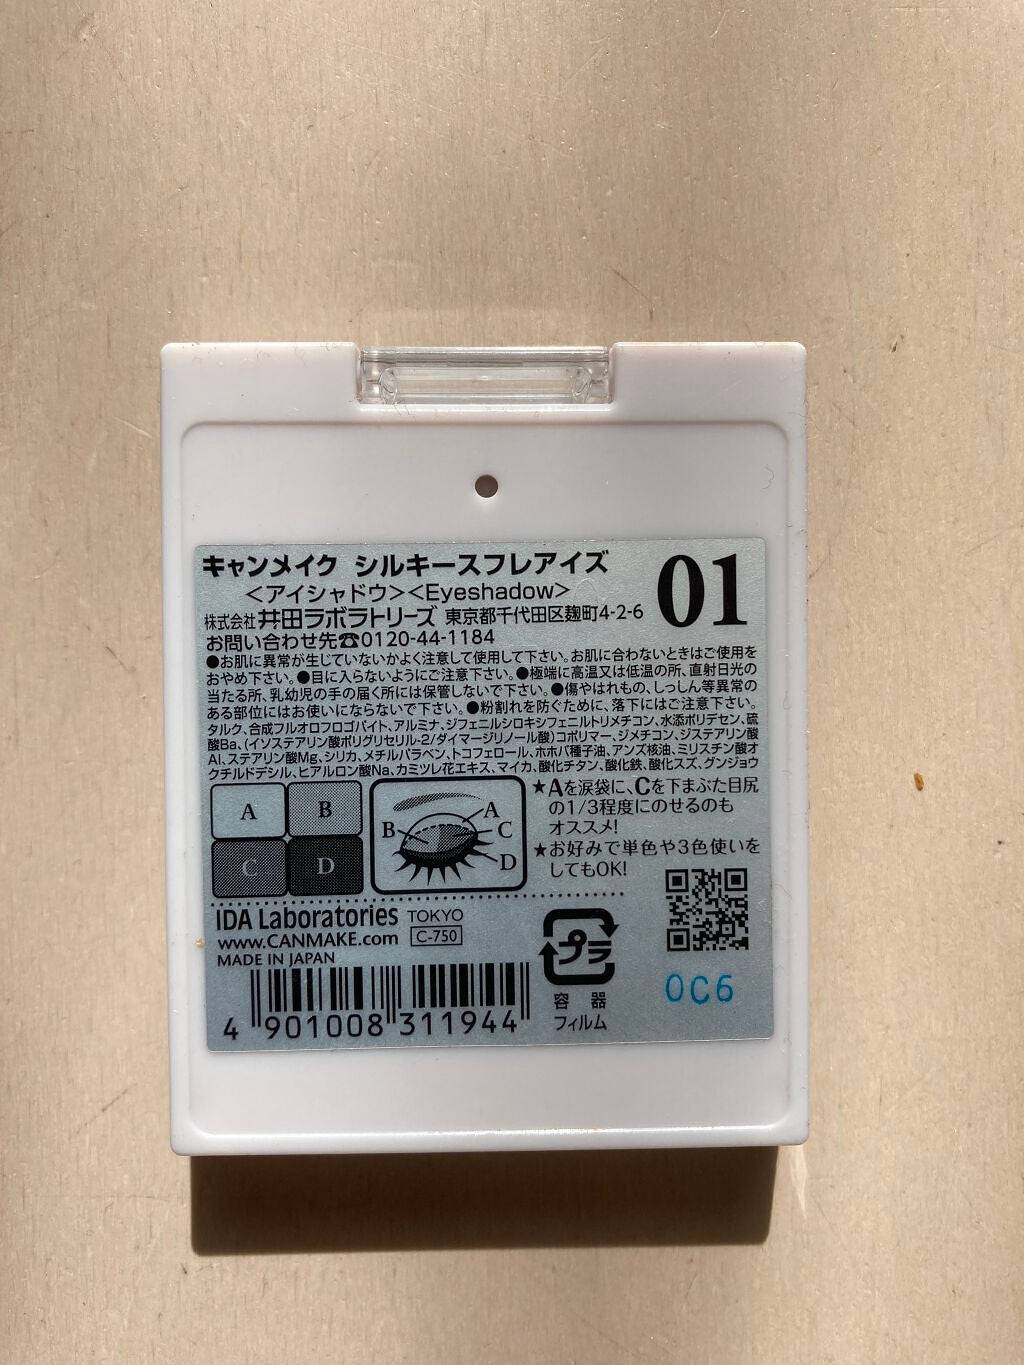 キャンメイク シルキースフレアイズ
01
<アイシャドウ><Eyeshadow>
株式会社 井田ラボラトリーズ 東京都千代田区麹町4-2-6
お問い合わせ先☎0120-44-1184
●お肌に異常が生じていないかよく注意して使用して下さい。お肌に合わないときはご使用を
おやめ下さい。●目に入らないようにご注意下さい。●極端に高温又は低温の所、直射日光の
当たる所、乳幼児の手の届く所には保管しないで下さい。●傷やはれもの、しっしん等異常の
ある部位にはお使いにならないで下さい。●粉割れを防ぐために、落下にはご注意下さい。
タルク、合成フルオロフロゴパイト、アルミナ、ジフェニルシロキシフェニルトリメチコン、水添ポリデセン、硫
酸Ba、(イソステアリン酸ポリグリセリル-2/ダイマージリノール酸)コポリマー、ジメチコン、ジステアリン酸
Al、ステアリン酸Mg、シリカ、メチルパラベン、トコフェロール、ホホバ種子油、アンズ核油、ミリスチン酸オ
クチルドデシル、ヒアルロン酸Na、カミツレ花エキス、マイカ、酸化チタン、酸化鉄、酸化スズ、グンジョウ
A B
C D
A
B C
D
★Aを涙袋に、Cを下まぶた目尻
の1/3程度にのせるのも
オススメ!
★お好みで単色や3色使いを
してもOK!
IDA Laboratories TOKYO
www.CANMAKE.com C-750
MADE IN JAPAN
4 901008 311944
プラ
容 器
フィルム
0C6